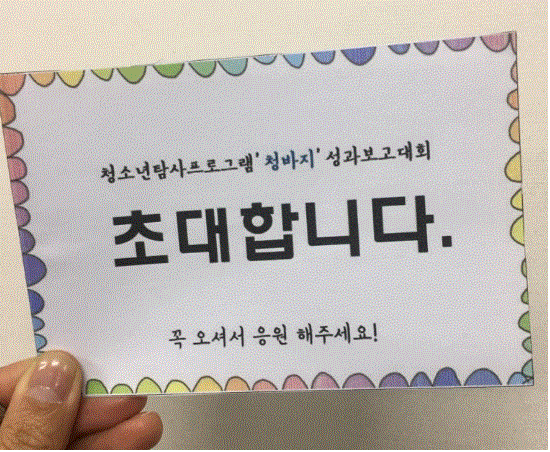 청소년탐사프로그램'청바지'성과보고대회
초대합니다.
꼭 오셔서 응원 해주세요!